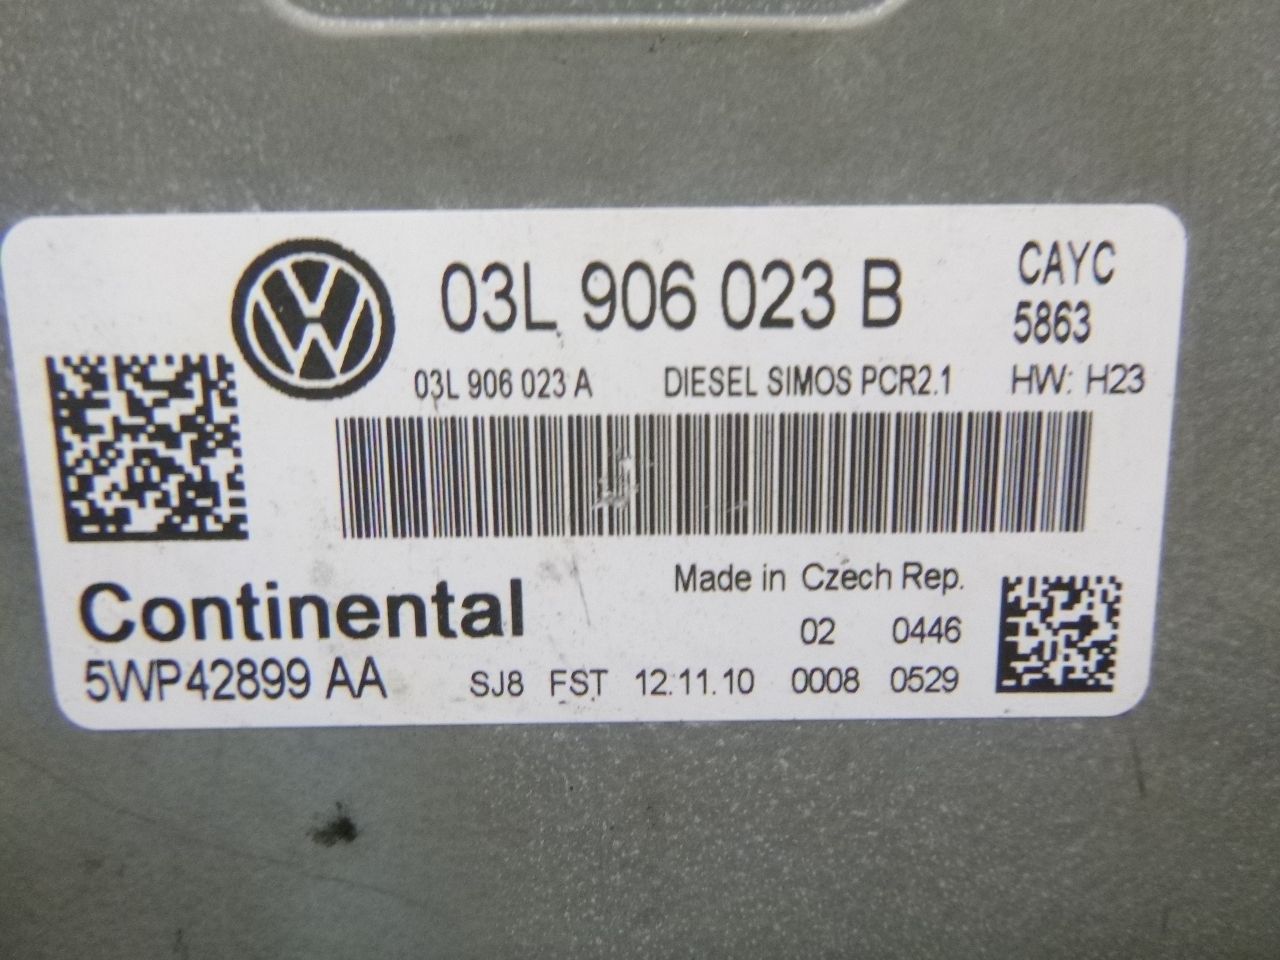 03L 906 023 B
CAYC
5863
03L 906 023 A DIESEL SIMOS PCR2.1 HW: H23
Continental
Made in Czech Rep.
02 0446
5WP42899 AA
SJ8 FST 12.11.10 0008 0529